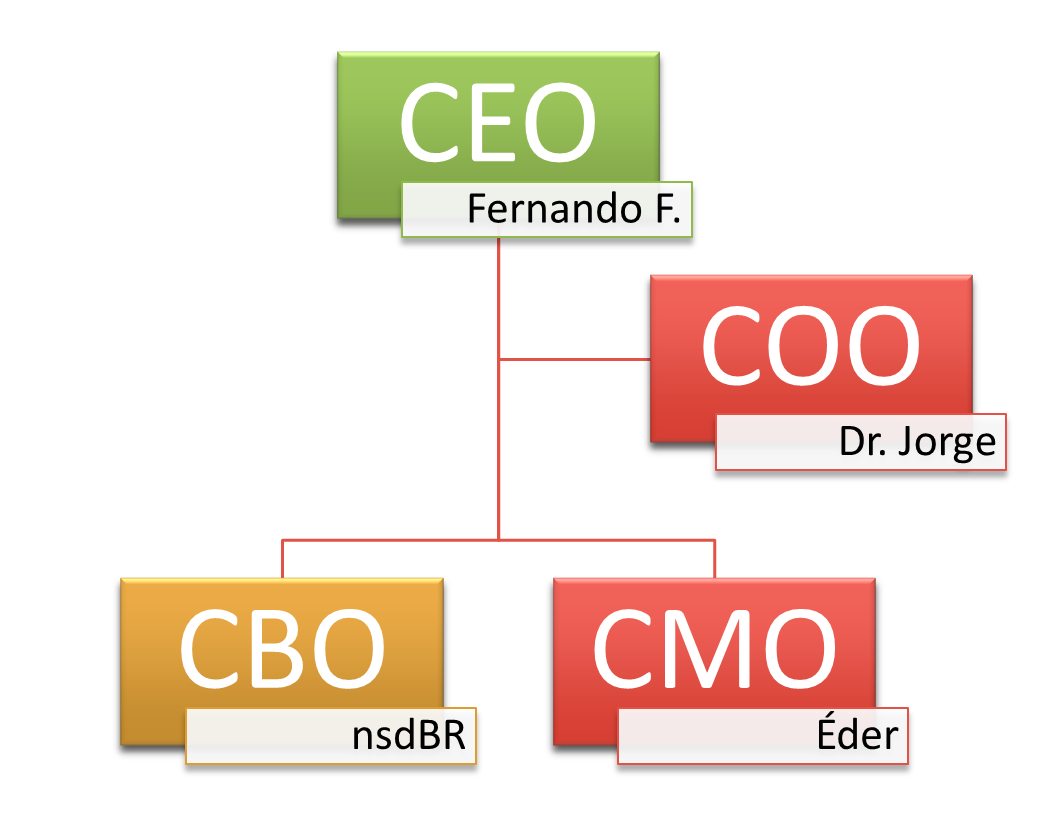 CEO
Fernando F.
COO
Dr. Jorge
CBO
nsdBR
CMO
Éder